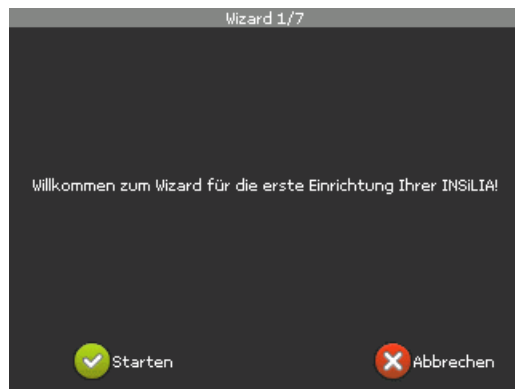 Wizard 1/7
Willkommen zum Wizard für die erste Einrichtung Ihrer INSiLIA!
Starten
Abbrechen